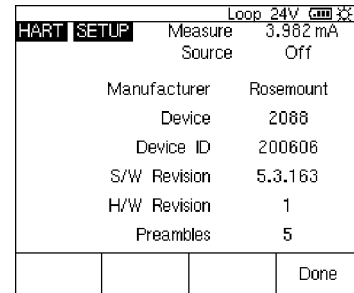 Loop 24V
HART SETUP Measure 3.982 mA
Source Off
Manufacturer Rosemount
Device 2088
Device ID 200606
S/W Revision 5.3.163
H/W Revision 1
Preambles 5
Done